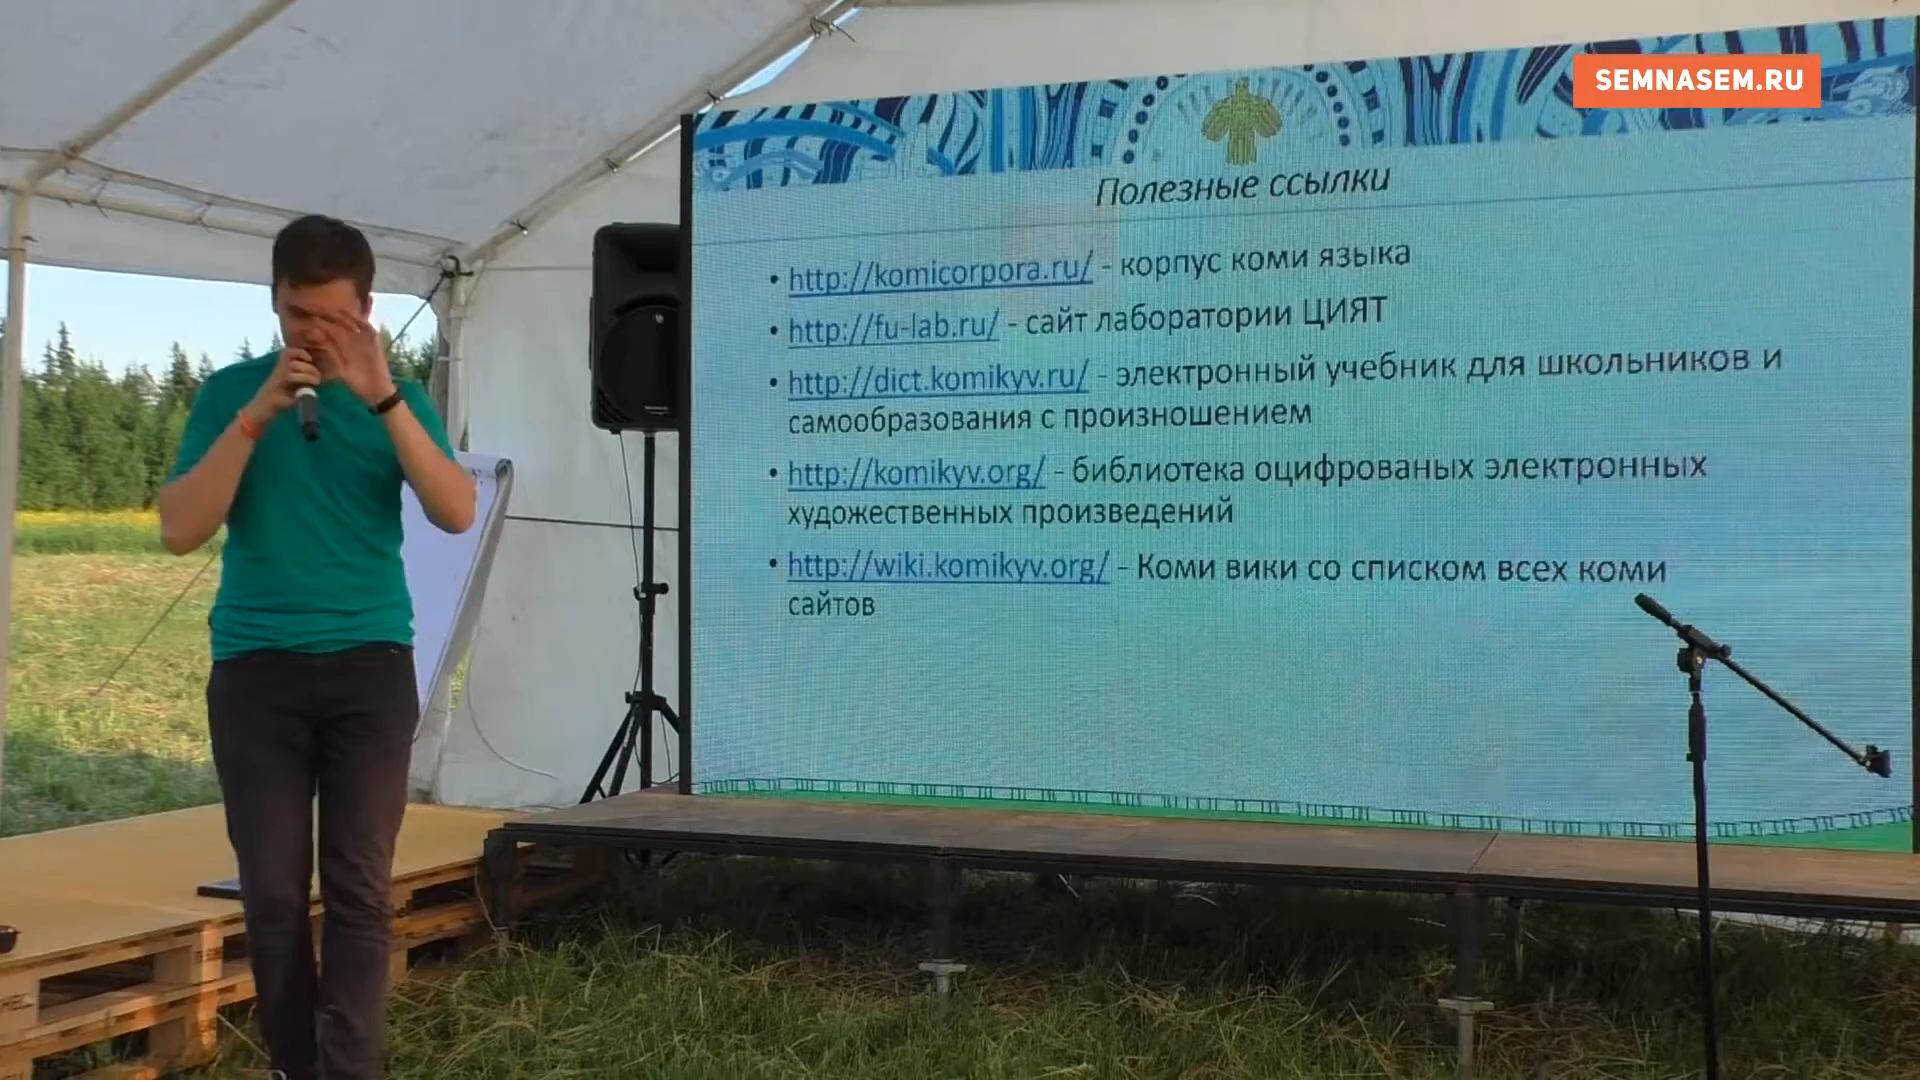 SEMNASEM.RU
Полезные ссылки
• http://komicorpora.ru/ - корпус коми языка
• http://fu-lab.ru/ - сайт лаборатории ЦИЯТ
• http://dict.komikyv.ru/ - электронный учебник для школьников и
самообразования с произношением
• http://komikyv.org/ - библиотека оцифрованых электронных
художественных произведений
• http://wiki.komikyv.org/ - Коми вики со списком всех коми
сайтов